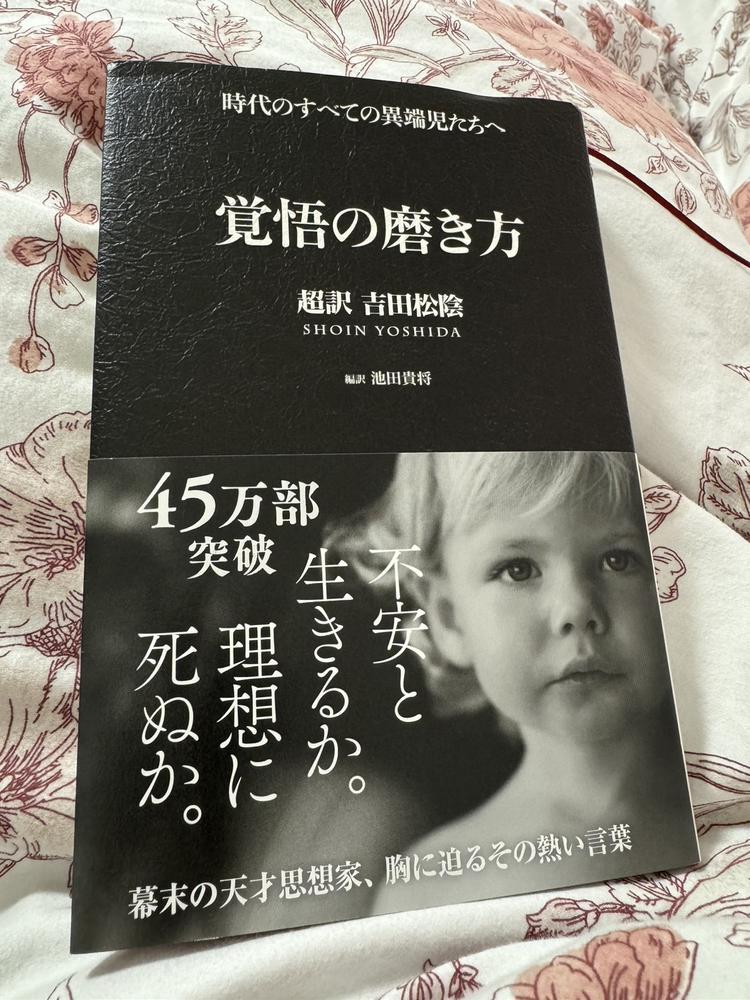 時代のすべての異端児たちへ
覚悟の磨き方
超訳 吉田松陰
SHOIN YOSHIDA
編訳 池田貴将
45万部
突破
不安と
生きるか。
理想に
死ぬか。
幕末の天才思想家、胸に迫るその熱い言葉